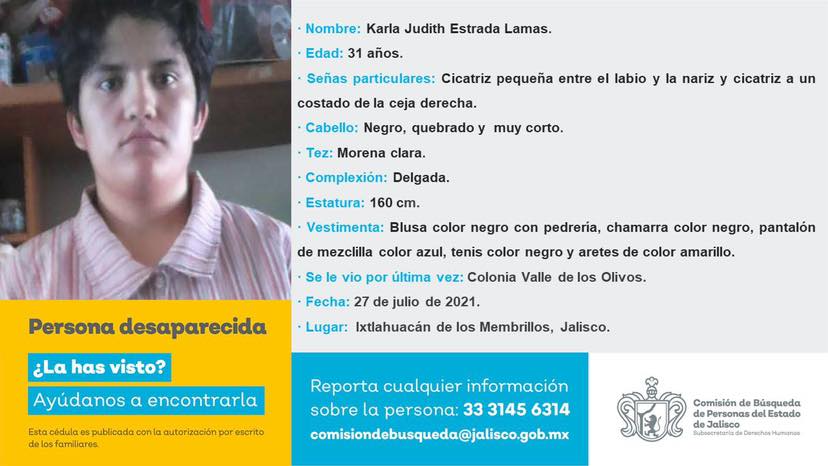 · Nombre: Karla Judith Estrada Lamas.
· Edad: 31 años.
· Señas particulares: Cicatriz pequeña entre el labio y la nariz y cicatriz a un
costado de la ceja derecha.
· Cabello: Negro, quebrado y muy corto.
· Tez: Morena clara.
· Complexión: Delgada.
· Estatura: 160 cm.
· Vestimenta: Blusa color negro con pedrería, chamarra color negro, pantalón
de mezclilla color azul, tenis color negro y aretes de color amarillo.
· Se le vio por última vez: Colonia Valle de los Olivos.
· Fecha: 27 de julio de 2021.
· Lugar: Ixtlahuacán de los Membrillos, Jalisco.
Persona desaparecida
¿La has visto?
Ayúdanos a encontrarla
Esta cédula es publicada con la autorización por escrito
de los familiares.
Reporta cualquier información
sobre la persona: 33 3145 6314
comisiondebusqueda@jalisco.gob.mx
Comisión de Búsqueda
de Personas del Estado
de Jalisco
Subsecretaría de Derechos Humanos